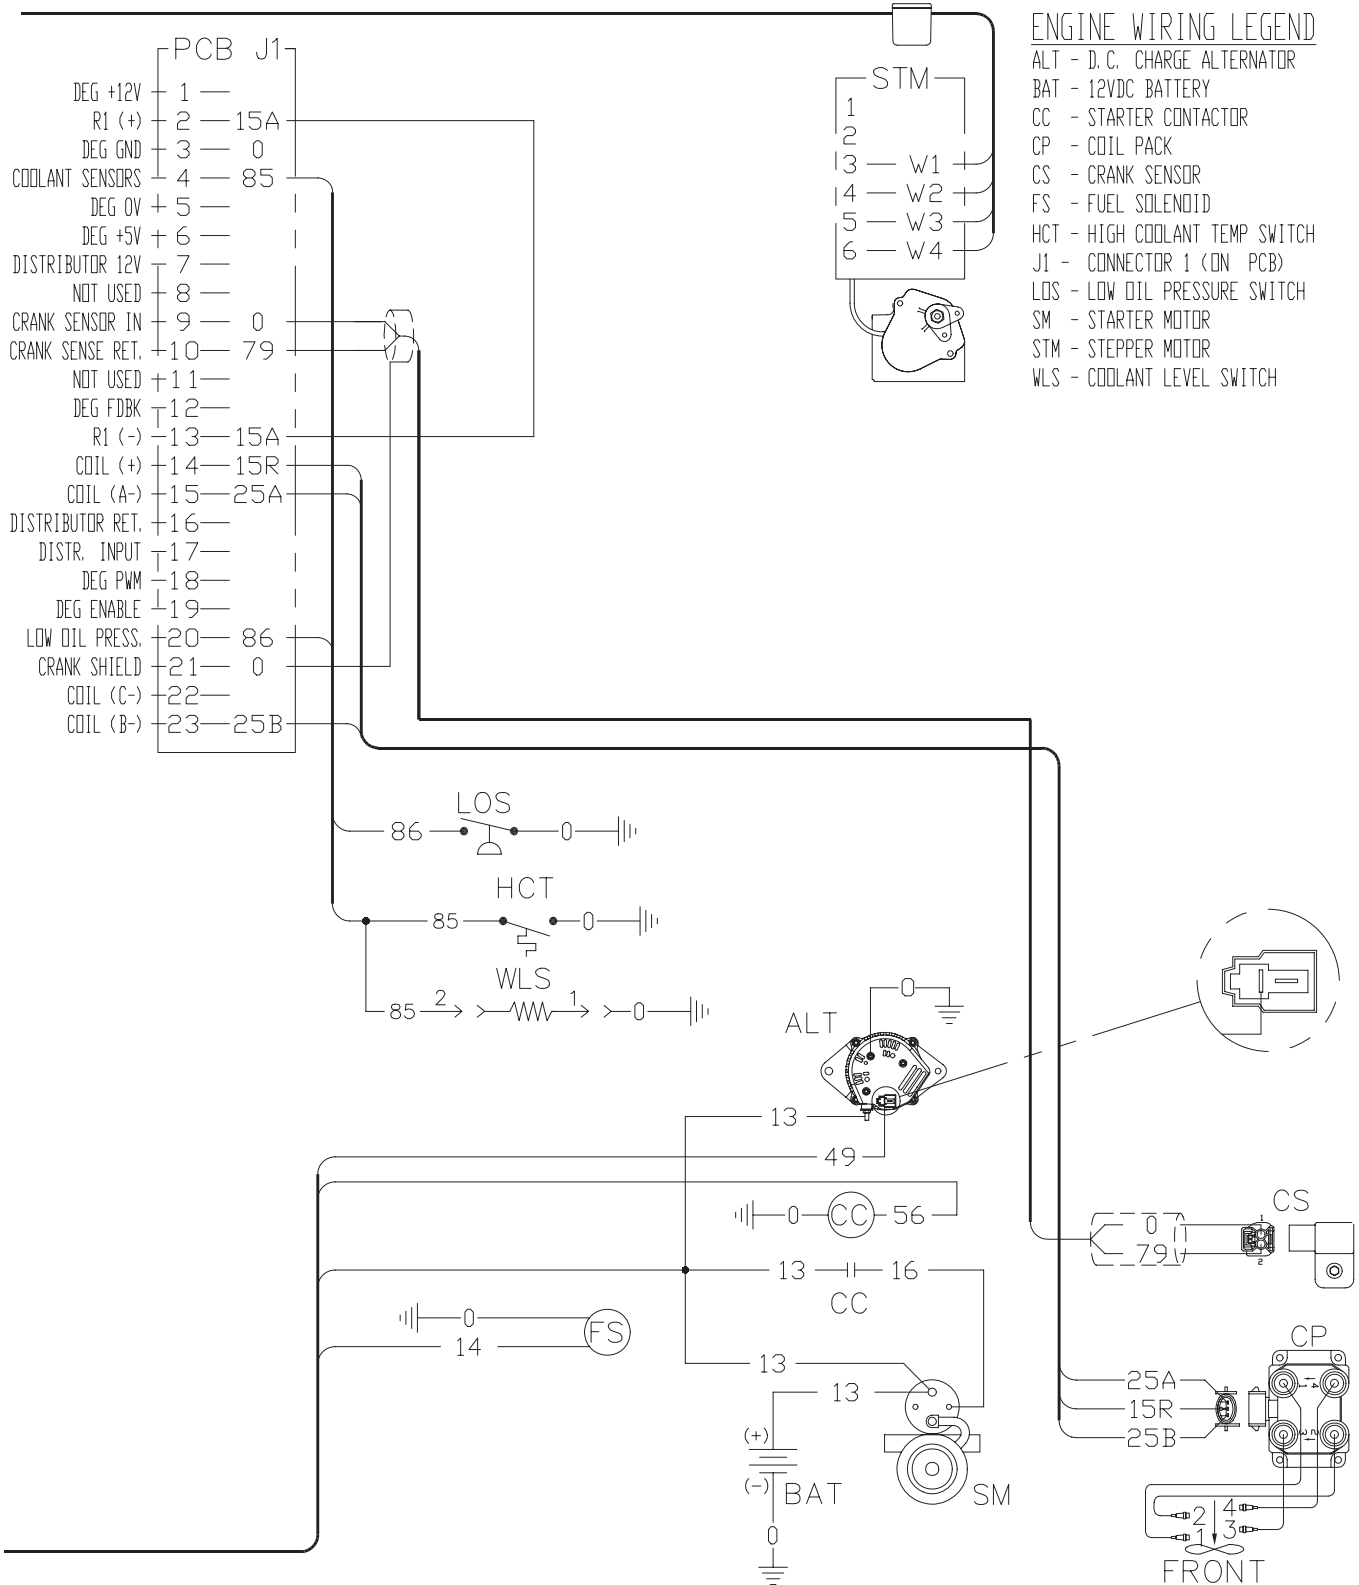 ENGINE WIRING LEGEND
ALT - D.C. CHARGE ALTERNATOR
BAT - 12VDC BATTERY
CC - STARTER CONTACTOR
CP - COIL PACK
CS - CRANK SENSOR
FS - FUEL SOLENOID
HCT - HIGH COOLANT TEMP SWITCH
J1 - CONNECTOR 1 (ON PCB)
LOS - LOW OIL PRESSURE SWITCH
SM - STARTER MOTOR
STM - STEPPER MOTOR
WLS - COOLANT LEVEL SWITCH
PCB J1
DEG +12V 1
R1 (+) 2 15A
DEG GND 3 0
COOLANT SENSORS 4 85
DEG 0V 5
DEG +5V 6
DISTRIBUTOR 12V 7
NOT USED 8
CRANK SENSOR IN 9 0
CRANK SENSE RET. 10 79
NOT USED 11
DEG FDBK 12
R1 (-) 13 15A
COIL (+) 14 15R
COIL (A-) 15 25A
DISTRIBUTOR RET. 16
DISTR. INPUT 17
DEG PWM 18
DEG ENABLE 19
LOW OIL PRESS. 20 86
CRANK SHIELD 21 0
COIL (C-) 22
COIL (B-) 23 25B
STM
1
2
3 W1
4 W2
5 W3
6 W4
LOS
86 0
HCT
85 0
WLS
85 2 1 0
0
ALT
13
49
0 CC 56
13 16
CC
0
FS
14
13
13
(+)
(-)
BAT
SM
0
CS
0
79
1
2
CP
25A
15R
25B
1 4
3 2
2 4
1 3
FRONT